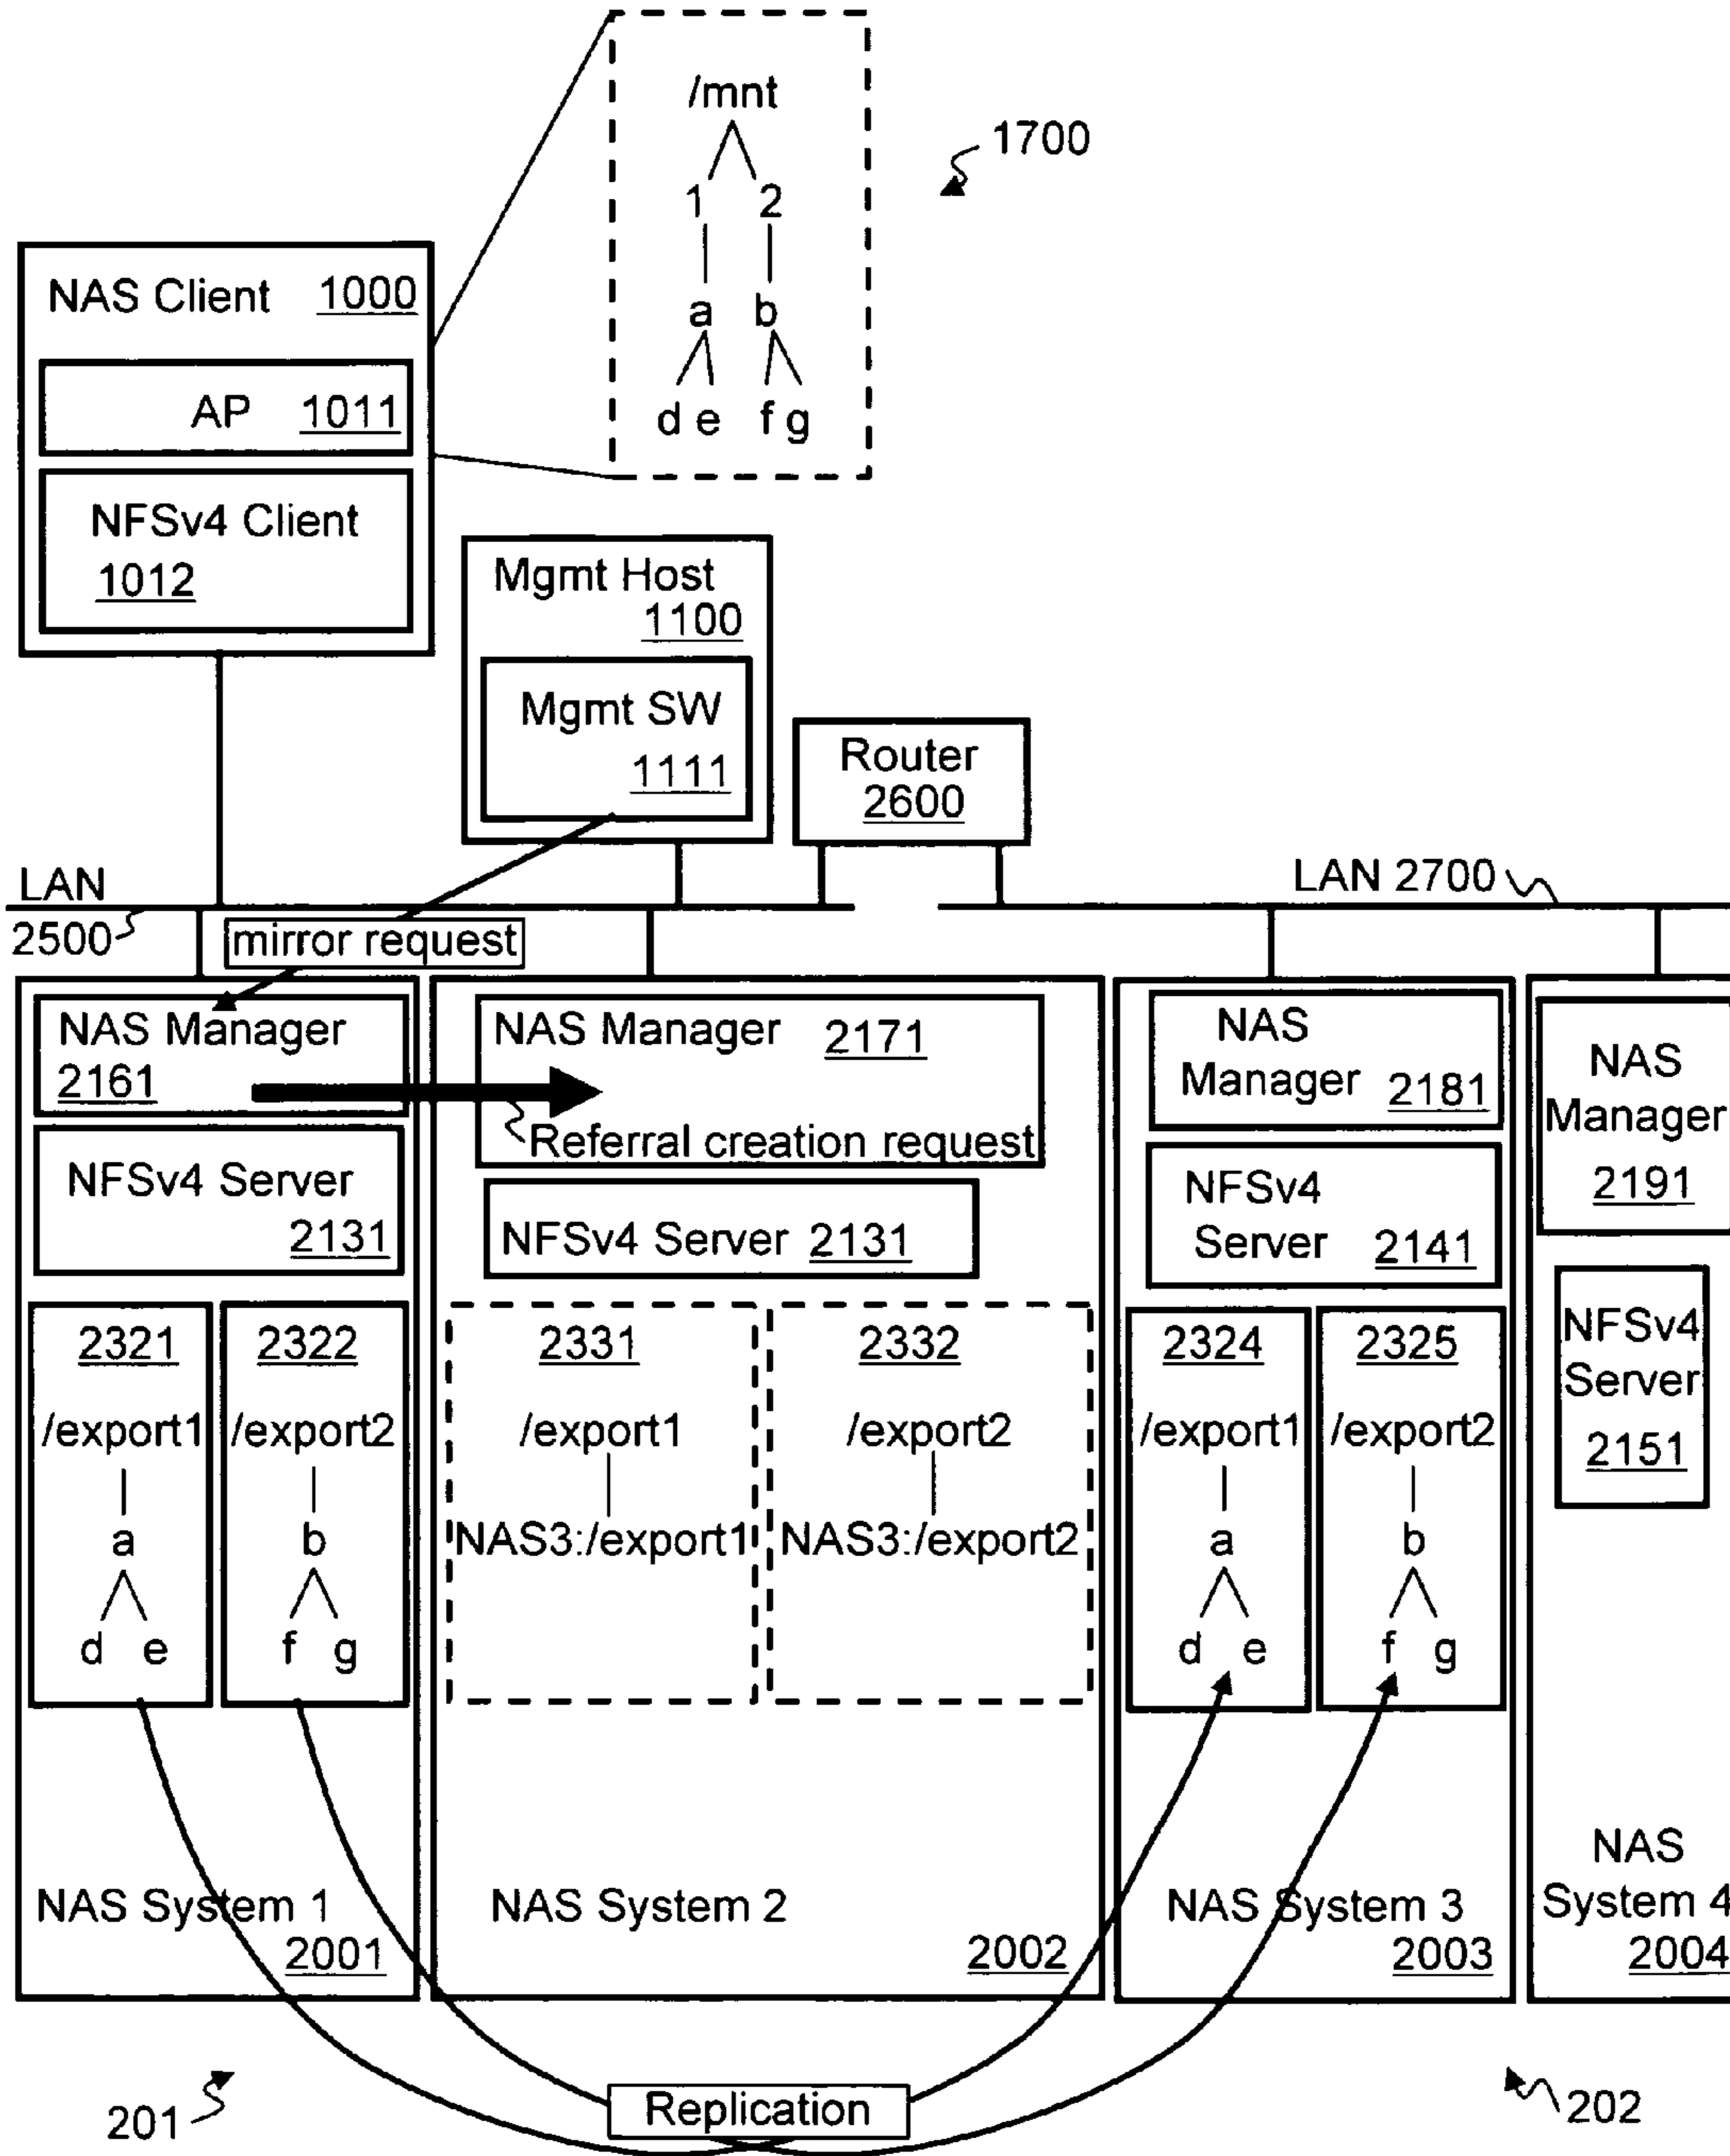 /mnt
1700
1 2
a b
d e f g
NAS Client 1000
AP 1011
NFSv4 Client
1012
Mgmt Host
1100
Mgmt SW
1111
Router
2600
LAN
2500
LAN 2700
mirror request
NAS Manager
2161
NFSv4 Server
2131
2321
/export1
a
d e
2322
/export2
b
f g
NAS System 1
2001
NAS Manager 2171
Referral creation request
NFSv4 Server 2131
2331
/export1
NAS3:/export1
2332
/export2
NAS3:/export2
NAS System 2
2002
NAS
Manager 2181
NFSv4
Server 2141
2324
/export1
a
d e
2325
/export2
b
f g
NAS System 3
2003
NAS
Manager
2191
NFSv4
Server
2151
NAS
System 4
2004
201
Replication
202